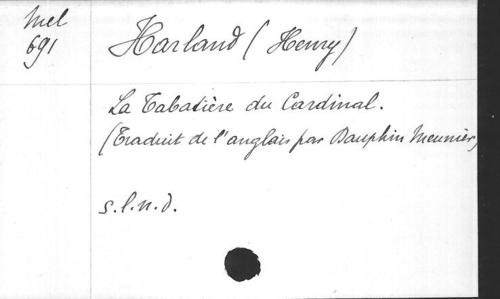 Mel
691
Harland (Henry)
La Tabatière du Cardinal.
(Traduit de l'anglais par Dauphin Meunier)
s.l.n.d.